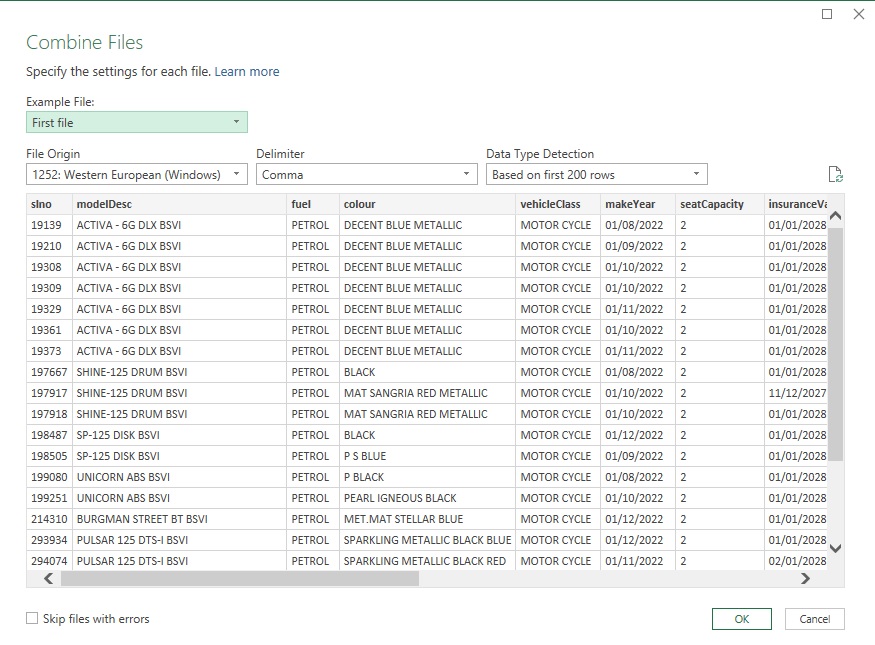 Combine Files
Specify the settings for each file. Learn more
Example File:
First file
File Origin Delimiter Data Type Detection
1252: Western European (Windows) Comma Based on first 200 rows
slno modelDesc fuel colour vehicleClass makeYear seatCapacity insuranceVa
19139 ACTIVA - 6G DLX BSVI PETROL DECENT BLUE METALLIC MOTOR CYCLE 01/08/2022 2 01/01/2028
19210 ACTIVA - 6G DLX BSVI PETROL DECENT BLUE METALLIC MOTOR CYCLE 01/09/2022 2 01/01/2028
19308 ACTIVA - 6G DLX BSVI PETROL DECENT BLUE METALLIC MOTOR CYCLE 01/10/2022 2 01/01/2028
19309 ACTIVA - 6G DLX BSVI PETROL DECENT BLUE METALLIC MOTOR CYCLE 01/10/2022 2 01/01/2028
19329 ACTIVA - 6G DLX BSVI PETROL DECENT BLUE METALLIC MOTOR CYCLE 01/11/2022 2 01/01/2028
19361 ACTIVA - 6G DLX BSVI PETROL DECENT BLUE METALLIC MOTOR CYCLE 01/10/2022 2 01/01/2028
19373 ACTIVA - 6G DLX BSVI PETROL DECENT BLUE METALLIC MOTOR CYCLE 01/11/2022 2 01/01/2028
197667 SHINE-125 DRUM BSVI PETROL BLACK MOTOR CYCLE 01/08/2022 2 01/01/2028
197917 SHINE-125 DRUM BSVI PETROL MAT SANGRIA RED METALLIC MOTOR CYCLE 01/10/2022 2 11/12/2027
197918 SHINE-125 DRUM BSVI PETROL MAT SANGRIA RED METALLIC MOTOR CYCLE 01/10/2022 2 01/01/2028
198487 SP-125 DISK BSVI PETROL BLACK MOTOR CYCLE 01/12/2022 2 01/01/2028
198505 SP-125 DISK BSVI PETROL P S BLUE MOTOR CYCLE 01/09/2022 2 01/01/2028
199080 UNICORN ABS BSVI PETROL P BLACK MOTOR CYCLE 01/08/2022 2 01/01/2028
199251 UNICORN ABS BSVI PETROL PEARL IGNEOUS BLACK MOTOR CYCLE 01/10/2022 2 01/01/2028
214310 BURGMAN STREET BT BSVI PETROL MET.MAT STELLAR BLUE MOTOR CYCLE 01/12/2022 2 01/01/2028
293934 PULSAR 125 DTS-I BSVI PETROL SPARKLING METALLIC BLACK BLUE MOTOR CYCLE 01/12/2022 2 01/01/2028
294074 PULSAR 125 DTS-I BSVI PETROL SPARKLING METALLIC BLACK RED MOTOR CYCLE 01/11/2022 2 02/01/2028
Skip files with errors OK Cancel